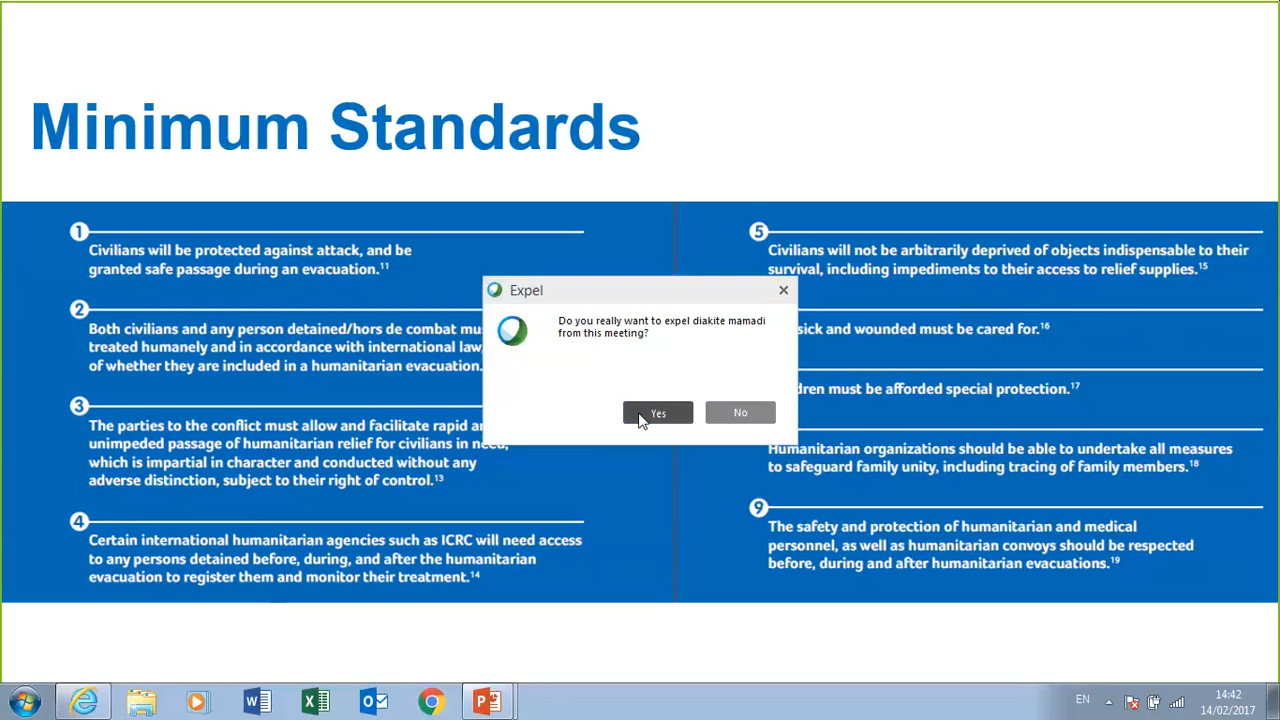 Minimum Standards
1
Civilians will be protected against attack, and be
granted safe passage during an evacuation.11
2
Both civilians and any person detained/hors de combat
treated humanely and in accordance with international law,
of whether they are included in a humanitarian evacuation.
3
The parties to the conflict must allow and facilitate rapid
unimpeded passage of humanitarian relief for civilians in need,
which is impartial in character and conducted without any
adverse distinction, subject to their right of control.13
4
Certain international humanitarian agencies such as ICRC will need access
to any persons detained before, during, and after the humanitarian
evacuation to register them and monitor their treatment.14
5
Civilians will not be arbitrarily deprived of objects indispensable to their
survival, including impediments to their access to relief supplies.15
sick and wounded must be cared for.16
must be afforded special protection.17
Humanitarian organizations should be able to undertake all measures
to safeguard family unity, including tracing of family members.18
9
The safety and protection of humanitarian and medical
personnel, as well as humanitarian convoys should be respected
before, during and after humanitarian evacuations.19
Expel
Do you really want to expel diakite mamadi
from this meeting?
Yes
No
EN
14:42
14/02/2017